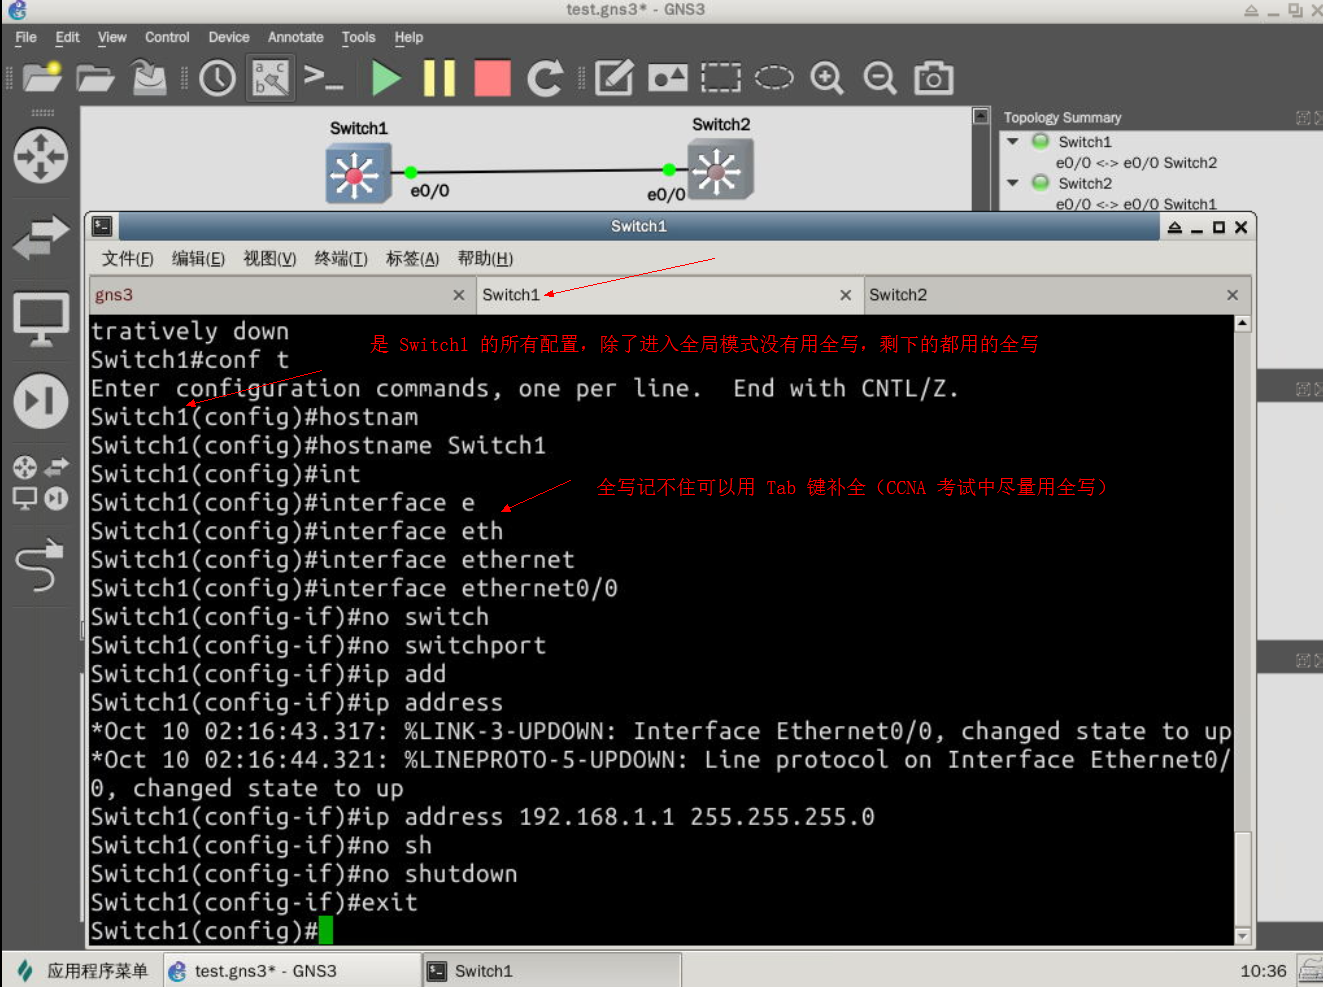 test.gns3* - GNS3
File Edit View Control Device Annotate Tools Help
Switch1
Switch2
e0/0
e0/0
Topology Summary
Switch1
e0/0 <-> e0/0 Switch2
Switch2
e0/0 <-> e0/0 Switch1
Switch1
文件(F) 编辑(E) 视图(V) 终端(T) 标签(A) 帮助(H)
gns3
Switch1
Switch2
tratively down
是 Switch1 的所有配置，除了进入全局模式没有用全写，剩下的都用的全写
Switch1#conf t
Enter configuration commands, one per line.  End with CNTL/Z.
Switch1(config)#hostnam
Switch1(config)#hostname Switch1
Switch1(config)#int
全写记不住可以用 Tab 键补全（CCNA 考试中尽量用全写）
Switch1(config)#interface e
Switch1(config)#interface eth
Switch1(config)#interface ethernet
Switch1(config)#interface ethernet0/0
Switch1(config-if)#no switch
Switch1(config-if)#no switchport
Switch1(config-if)#ip add
Switch1(config-if)#ip address
*Oct 10 02:16:43.317: %LINK-3-UPDOWN: Interface Ethernet0/0, changed state to up
*Oct 10 02:16:44.321: %LINEPROTO-5-UPDOWN: Line protocol on Interface Ethernet0/
0, changed state to up
Switch1(config-if)#ip address 192.168.1.1 255.255.255.0
Switch1(config-if)#no sh
Switch1(config-if)#no shutdown
Switch1(config-if)#exit
Switch1(config)#
应用程序菜单
test.gns3* - GNS3
Switch1
10:36